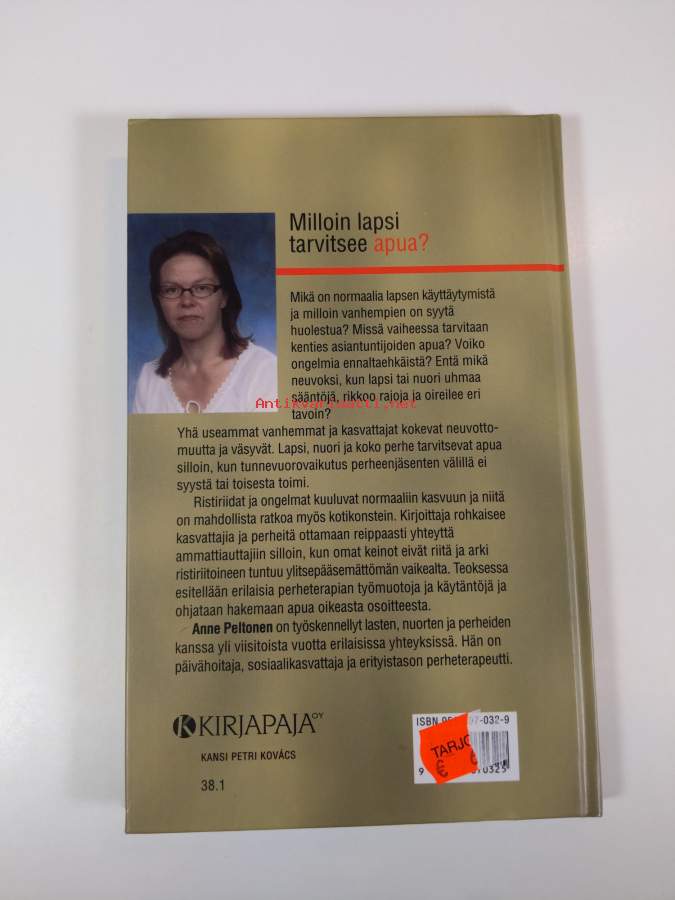 Milloin lapsi
tarvitsee apua?
Mikä on normaalia lapsen käyttäytymistä
ja milloin vanhempien on syytä
huolestua? Missä vaiheessa tarvitaan
kenties asiantuntijoiden apua? Voiko
ongelmia ennaltaehkäistä? Entä mikä
neuvoksi, kun lapsi tai nuori uhmaa
sääntöjä, rikkoo rajoja ja oireilee eri
Antikvariaatti.net
tavoin?
Yhä useammat vanhemmat ja kasvattajat kokevat neuvotto-
muutta ja väsyvät. Lapsi, nuori ja koko perhe tarvitsevat apua
silloin, kun tunnevuorovaikutus perheenjäsenten välillä ei
syystä tai toisesta toimi.
Ristiriidat ja ongelmat kuuluvat normaaliin kasvuun ja niitä
on mahdollista ratkoa myös kotikonstein. Kirjoittaja rohkaisee
kasvattajia ja perheitä ottamaan reippaasti yhteyttä
ammattiauttajiin silloin, kun omat keinot eivät riitä ja arki
ristiriitoineen tuntuu ylitsepääsemättömän vaikealta. Teoksessa
esitellään erilaisia perheterapian työmuotoja ja käytäntöjä ja
ohjataan hakemaan apua oikeasta osoitteesta.
Anne Peltonen on työskennellyt lasten, nuorten ja perheiden
kanssa yli viisitoista vuotta erilaisissa yhteyksissä. Hän on
päivähoitaja, sosiaalikasvattaja ja erityistason perheterapeutti.
KIRJAPAJA OY
KANSI PETRI KOVÁCS
38.1
ISBN 95 7-032-9
TARJO
€ €
9 70325